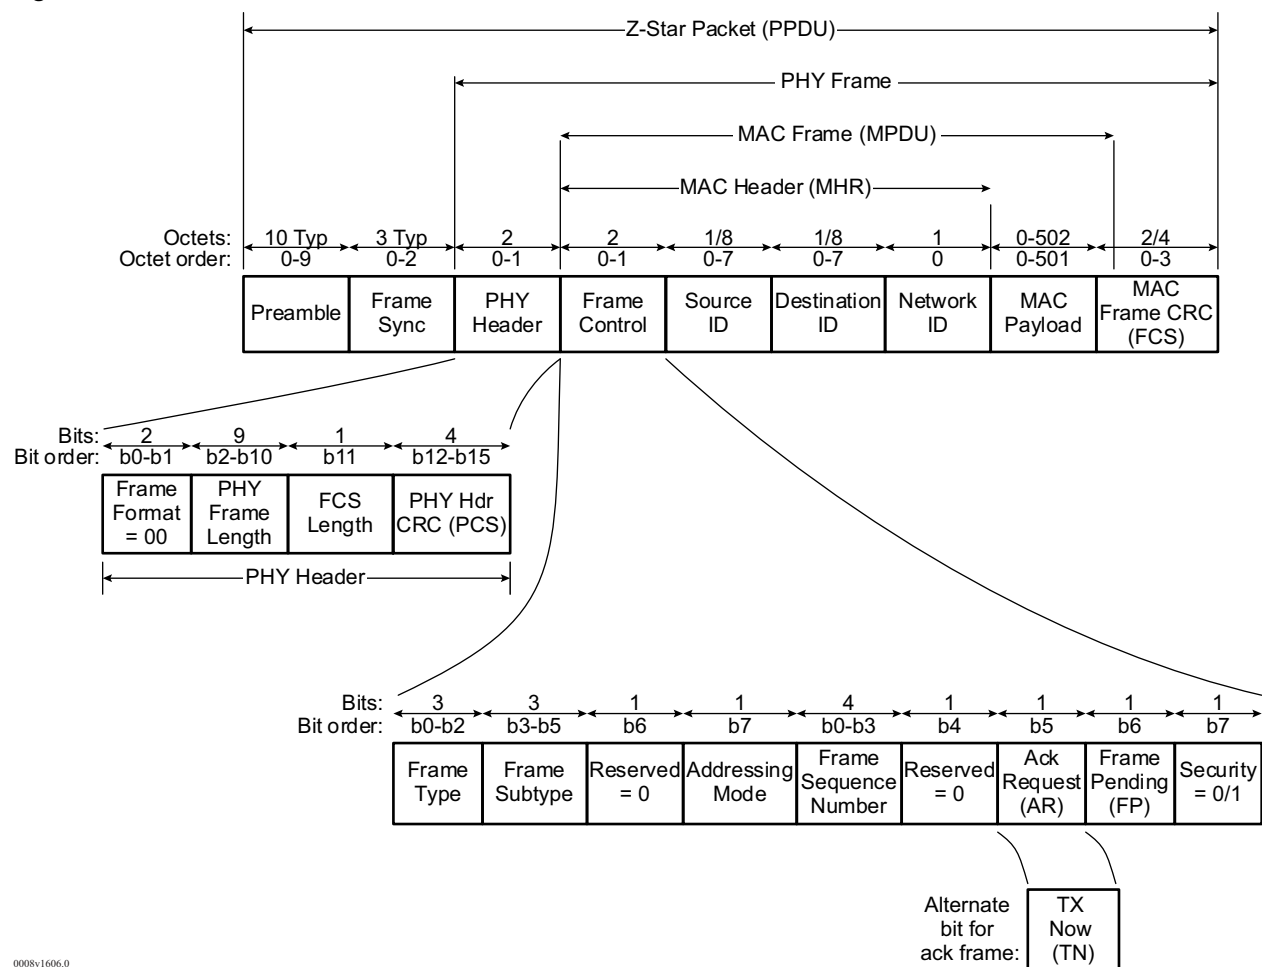 Z-Star Packet (PPDU)
PHY Frame
MAC Frame (MPDU)
MAC Header (MHR)
Octets: 10 Typ 3 Typ 2 2 1/8 1/8 1 0-502 2/4
Octet order: 0-9 0-2 0-1 0-1 0-7 0-7 0 0-501 0-3
Preamble
Frame
Sync
PHY
Header
Frame
Control
Source
ID
Destination
ID
Network
ID
MAC
Payload
MAC
Frame CRC
(FCS)
Bits: 2 9 1 4
Bit order: b0-b1 b2-b10 b11 b12-b15
Frame
Format
= 00
PHY
Frame
Length
FCS
Length
PHY Hdr
CRC (PCS)
PHY Header
Bits: 3 3 1 1 4 1 1 1 1
Bit order: b0-b2 b3-b5 b6 b7 b0-b3 b4 b5 b6 b7
Frame
Type
Frame
Subtype
Reserved
= 0
Addressing
Mode
Frame
Sequence
Number
Reserved
= 0
Ack
Request
(AR)
Frame
Pending
(FP)
Security
= 0/1
Alternate
bit for
ack frame:
TX
Now
(TN)
0008v1606.0